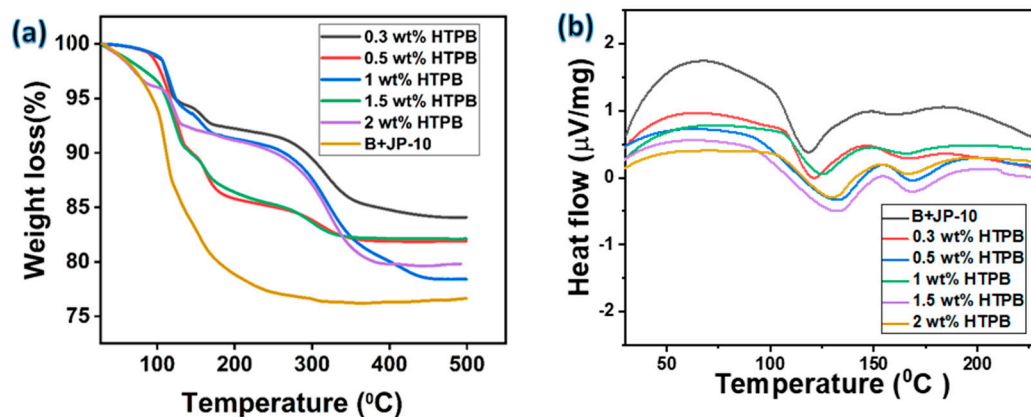 (a)
Weight loss(%)
100
95
90
85
80
75
0.3 wt% HTPB
0.5 wt% HTPB
1 wt% HTPB
1.5 wt% HTPB
2 wt% HTPB
B+JP-10
100 200 300 400 500
Temperature (⁰C)
(b)
Heat flow (μV/mg)
2
1
0
-1
-2
B+JP-10
0.3 wt% HTPB
0.5 wt% HTPB
1 wt% HTPB
1.5 wt% HTPB
2 wt% HTPB
50 100 150 200
Temperature (⁰C)